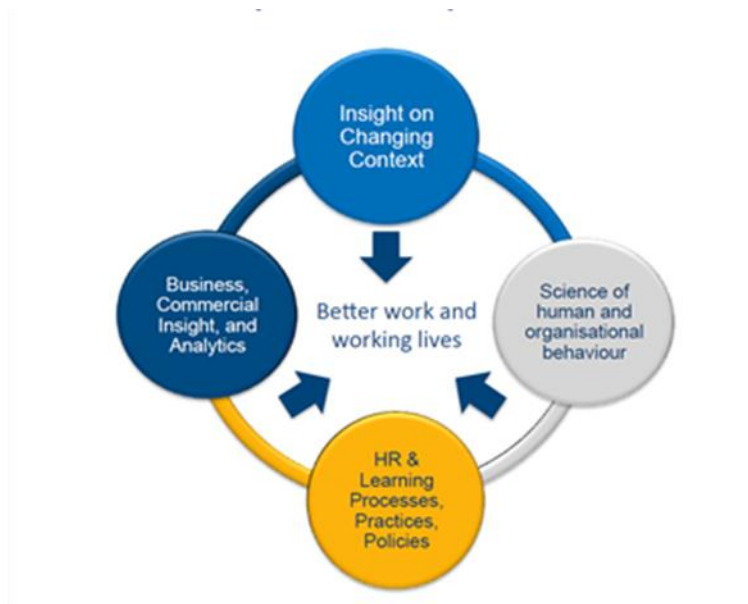 Insight on
Changing
Context
Business,
Commercial
Insight, and
Analytics
Better work and
working lives
Science of
human and
organisational
behaviour
HR &
Learning
Processes,
Practices,
Policies